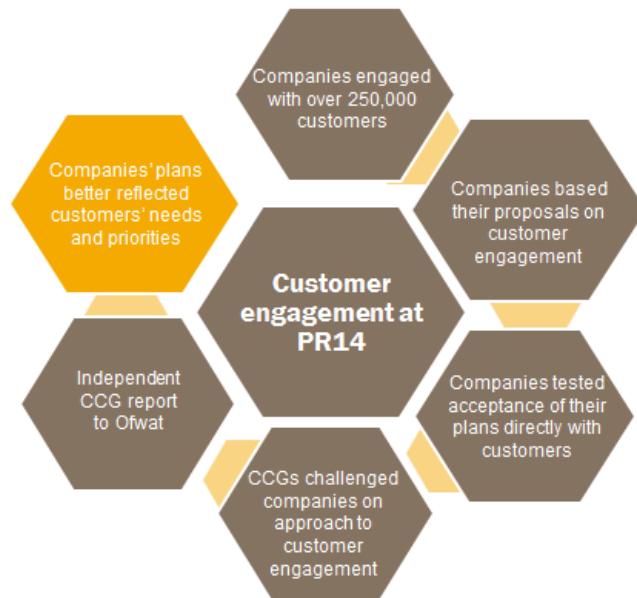 Companies engaged
with over 250,000
customers
Companies based
their proposals on
customer
engagement
Companies tested
acceptance of their
plans directly with
customers
CCGs challenged
companies on
approach to
customer
engagement
Independent
CCG report
to Ofwat
Companies' plans
better reflected
customers' needs
and priorities
Customer
engagement at
PR14